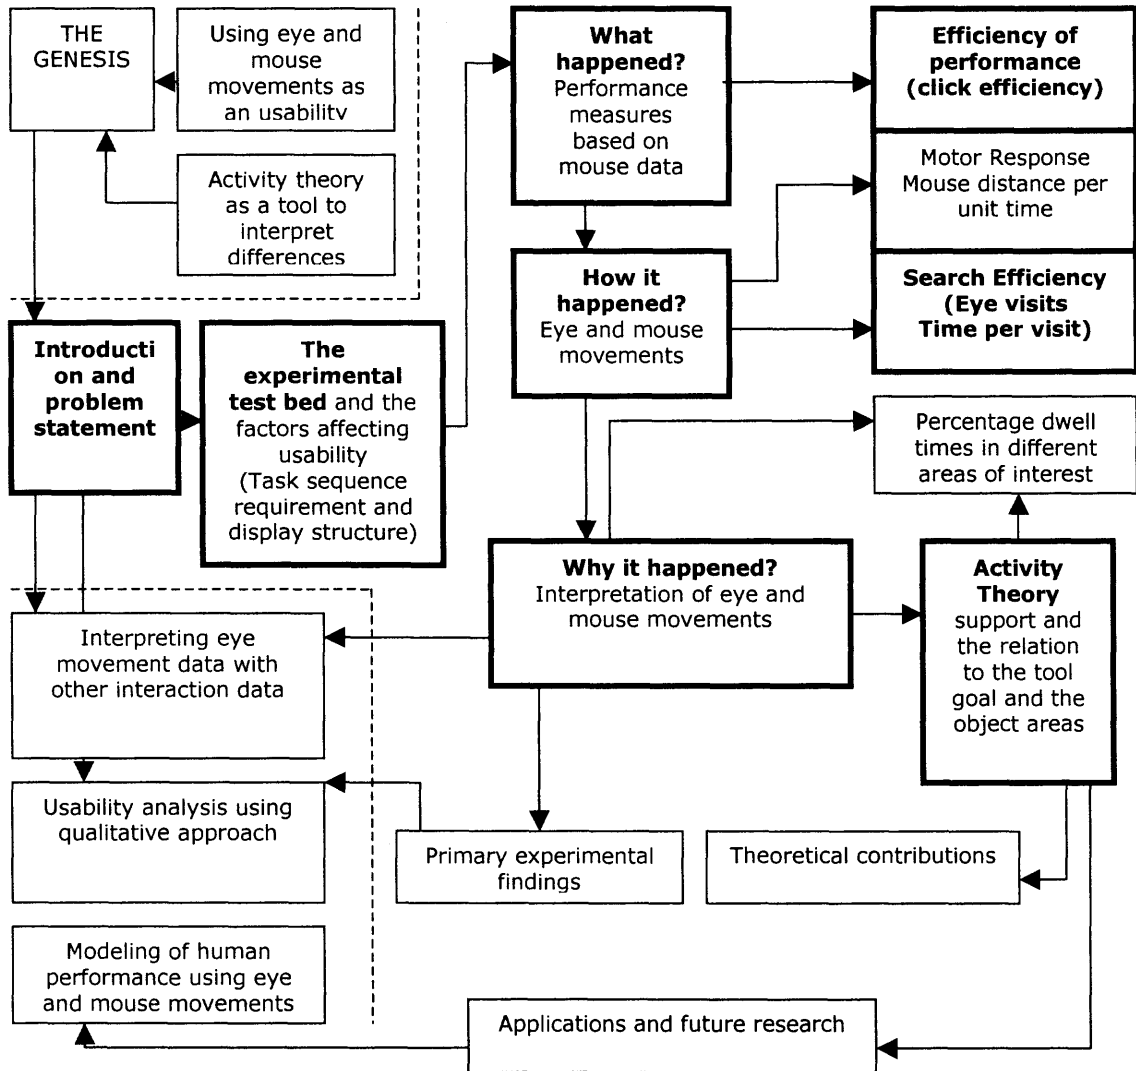 THE
GENESIS
Using eye and
mouse
movements as
an usability
Activity theory
as a tool to
interpret
differences
What
happened?
Performance
measures
based on
mouse data
Efficiency of
performance
(click efficiency)
Motor Response
Mouse distance per
unit time
How it
happened?
Eye and mouse
movements
Search Efficiency
(Eye visits
Time per visit)
Introducti
on and
problem
statement
The
experimental
test bed and the
factors affecting
usability
(Task sequence
requirement and
display structure)
Percentage dwell
times in different
areas of interest
Why it happened?
Interpretation of eye and
mouse movements
Activity
Theory
support and
the relation
to the tool
goal and the
object areas
Interpreting eye
movement data with
other interaction data
Usability analysis using
qualitative approach
Primary experimental
findings
Theoretical contributions
Modeling of human
performance using eye
and mouse movements
Applications and future research